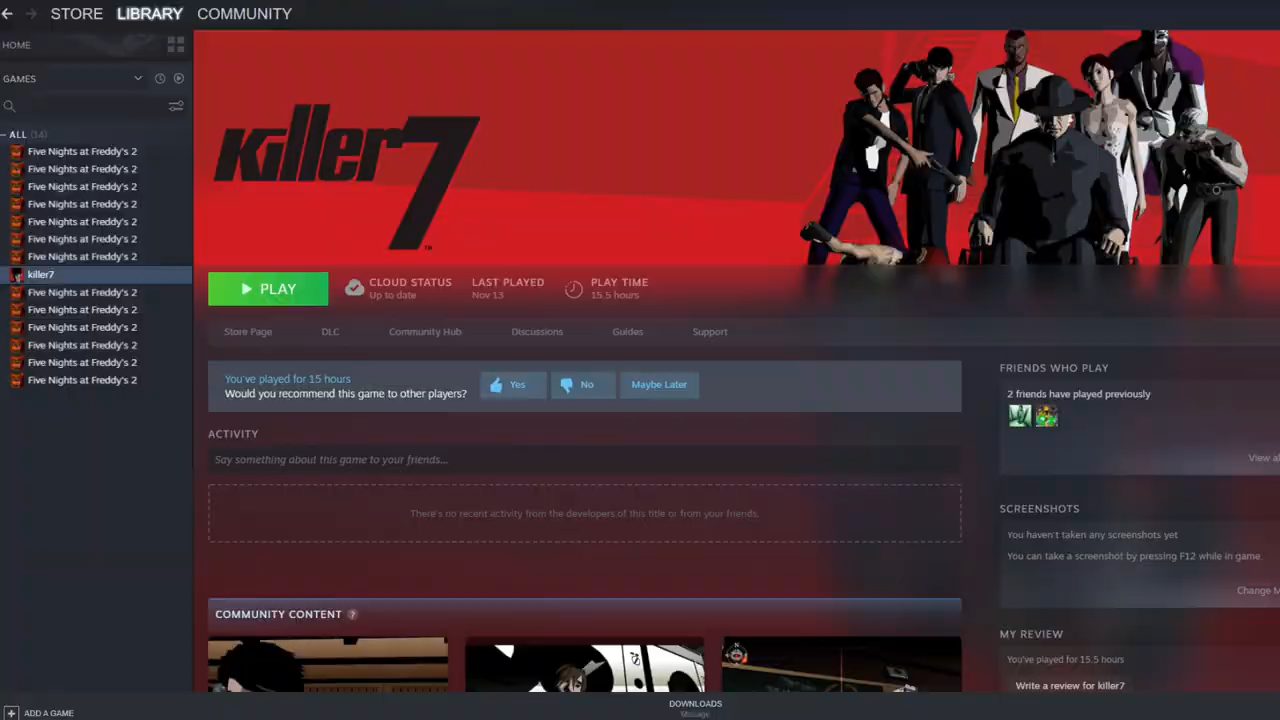 STORE LIBRARY COMMUNITY
HOME
GAMES
ALL (14)
Five Nights at Freddy's 2
Five Nights at Freddy's 2
Five Nights at Freddy's 2
Five Nights at Freddy's 2
Five Nights at Freddy's 2
Five Nights at Freddy's 2
Five Nights at Freddy's 2
killer7
Five Nights at Freddy's 2
Five Nights at Freddy's 2
Five Nights at Freddy's 2
Five Nights at Freddy's 2
Five Nights at Freddy's 2
Five Nights at Freddy's 2
ADD A GAME
killer7™
PLAY
CLOUD STATUS
Up to date
LAST PLAYED
Nov 13
PLAY TIME
15.5 hours
Store Page DLC Community Hub Discussions Guides Support
You've played for 15 hours
Would you recommend this game to other players?
Yes No Maybe Later
ACTIVITY
Say something about this game to your friends...
There's no recent activity from the developers of this title or from your friends.
COMMUNITY CONTENT ?
FRIENDS WHO PLAY
2 friends have played previously
View al
SCREENSHOTS
You haven't taken any screenshots yet
You can take a screenshot by pressing F12 while in game.
Change M
MY REVIEW
You've played for 15.5 hours
Write a review for killer7
DOWNLOADS